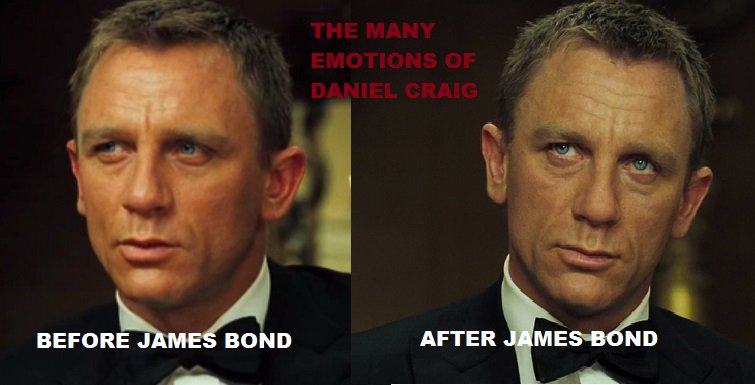 THE MANY
EMOTIONS OF
DANIEL CRAIG
BEFORE JAMES BOND
AFTER JAMES BOND